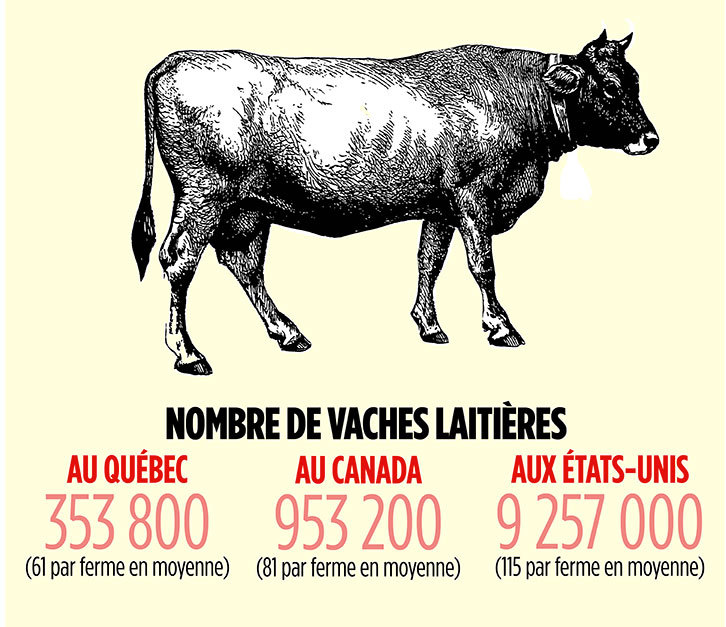 NOMBRE DE VACHES LAITIÈRES
AU QUÉBEC
353 800
(61 par ferme en moyenne)
AU CANADA
953 200
(81 par ferme en moyenne)
AUX ÉTATS-UNIS
9 257 000
(115 par ferme en moyenne)